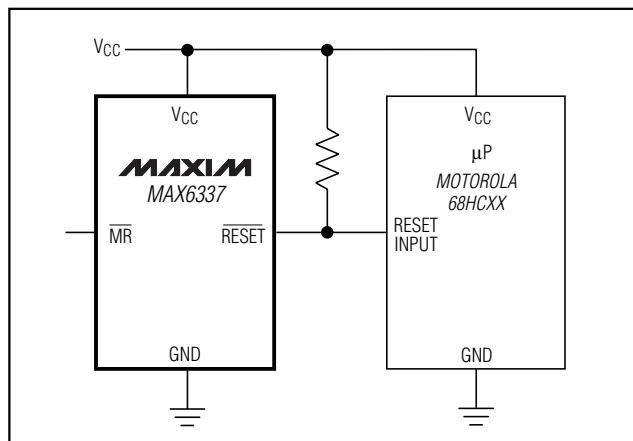 VCC
VCC
MAXIM
MAX6337
MR
RESET
GND
VCC
μP
MOTOROLA
68HCXX
RESET
INPUT
GND